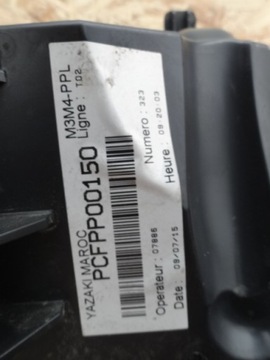 YAZAKI MAROC M3M4-PPL
PCFPP00150 Ligne : T02
Operateur : 07886 Numero : 323
Date : 09/07/15 Heure : 09:20:03